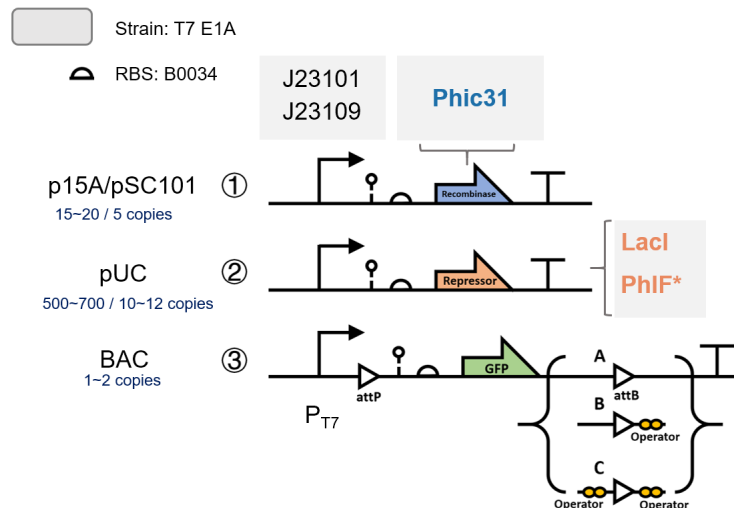 Strain: T7 E1A
RBS: B0034
J23101
J23109
Phic31
p15A/pSC101
15~20 / 5 copies
①
Recombinase
pUC
500~700 / 10~12 copies
②
Repressor
LacI
PhlF*
BAC
1~2 copies
③
attP
GFP
A
attB
B
Operator
C
Operator
Operator
PT7